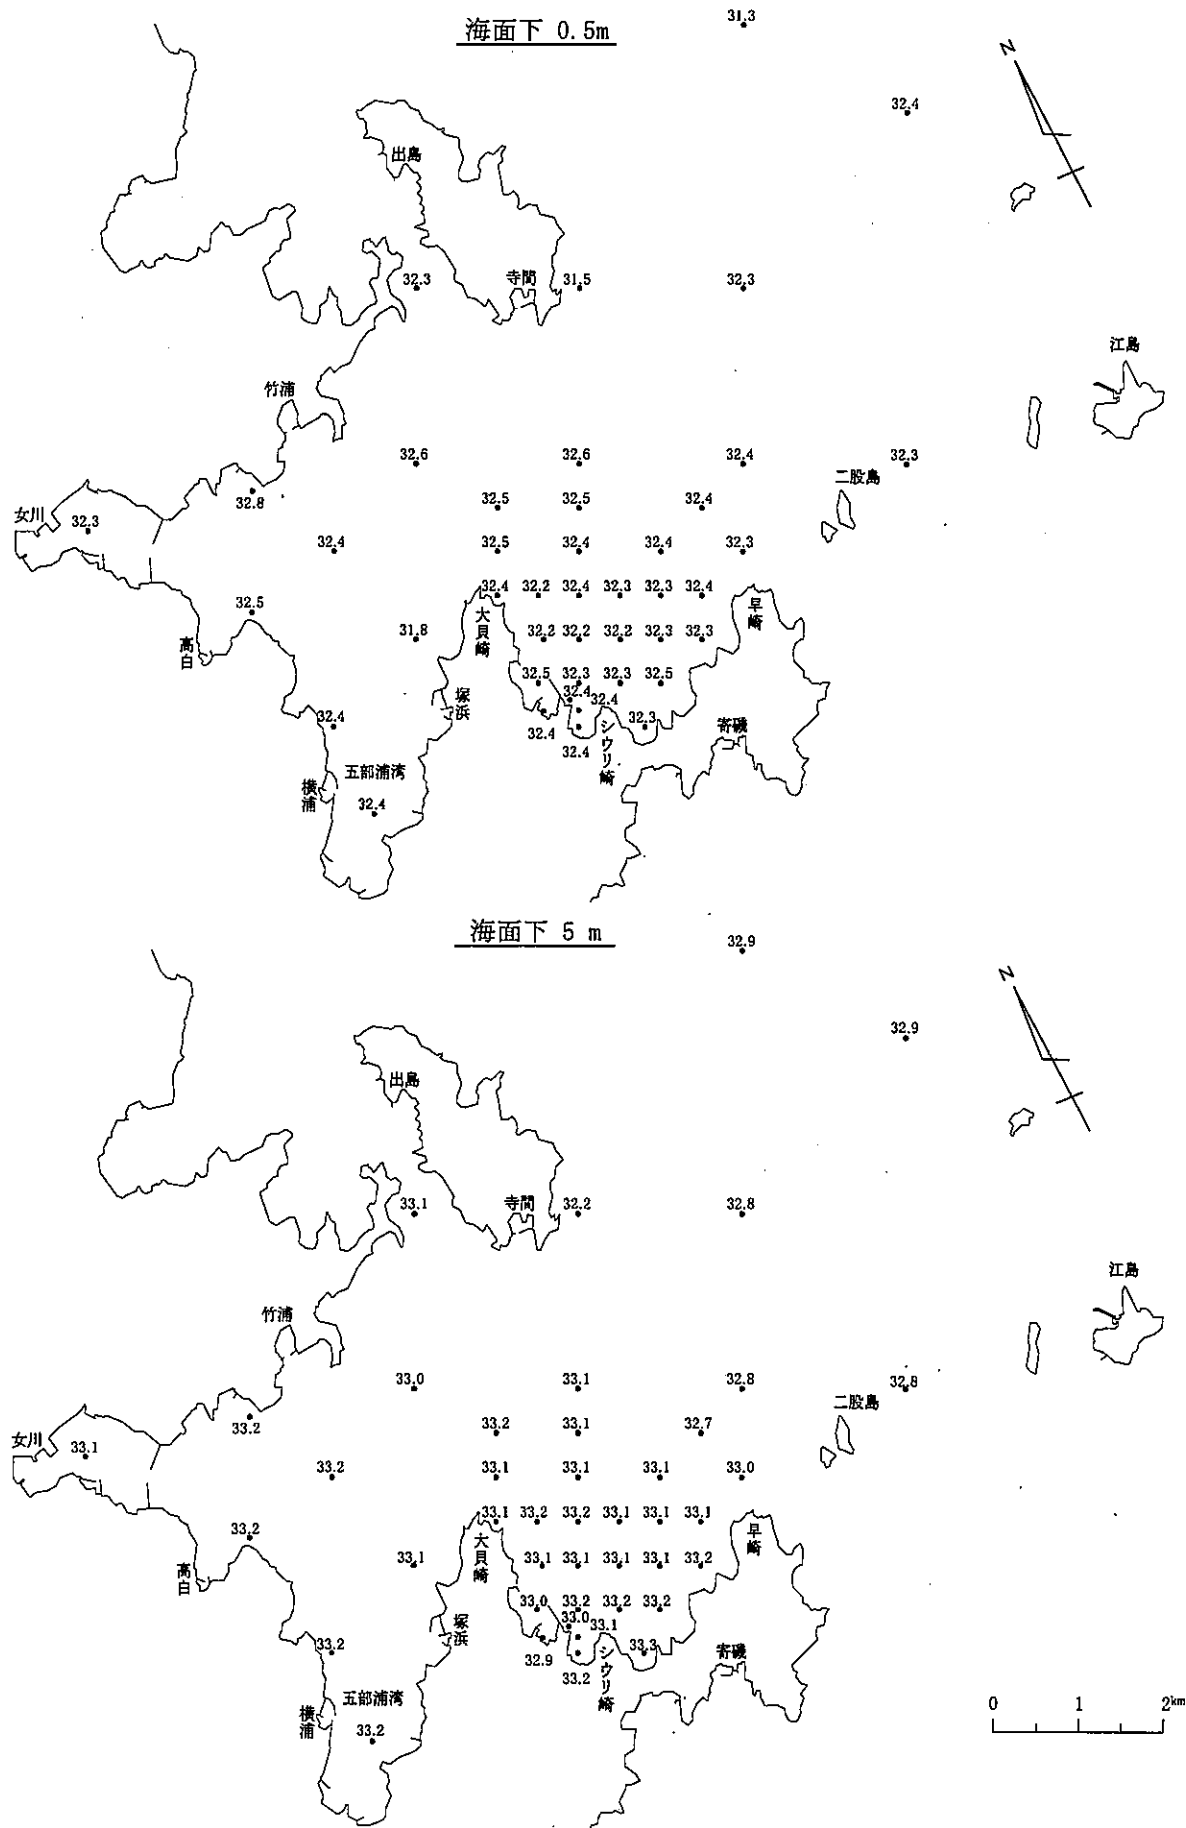 海面下 0.5m
31.3
N
32.4
出島
寺間
32.3
31.5
32.3
江島
竹浦
32.6
32.6
32.4
32.3
二股島
32.8
32.5
32.5
32.4
女川
32.3
32.4
32.5
32.4
32.4
32.3
32.4
32.2
32.4
32.3
32.3
32.4
早崎
32.5
大貝崎
高白
31.8
32.2
32.2
32.2
32.3
32.3
32.5
32.3
32.3
32.5
塚浜
32.4
32.4
32.4
32.4
32.4
シウリ崎
32.3
寄磯
五部浦湾
横浦
32.4
海面下 5 m
32.9
N
32.9
出島
寺間
33.1
32.2
32.8
江島
竹浦
33.0
33.1
32.8
32.8
二股島
33.2
33.2
33.1
32.7
女川
33.1
33.2
33.1
33.1
33.1
33.0
33.1
33.2
33.2
33.1
33.1
33.1
早崎
33.2
大貝崎
高白
33.1
33.1
33.1
33.1
33.1
33.2
33.0
33.2
33.2
33.2
塚浜
33.0
33.1
33.2
32.9
33.2
シウリ崎
33.3
寄磯
五部浦湾
横浦
33.2
0 1 2km